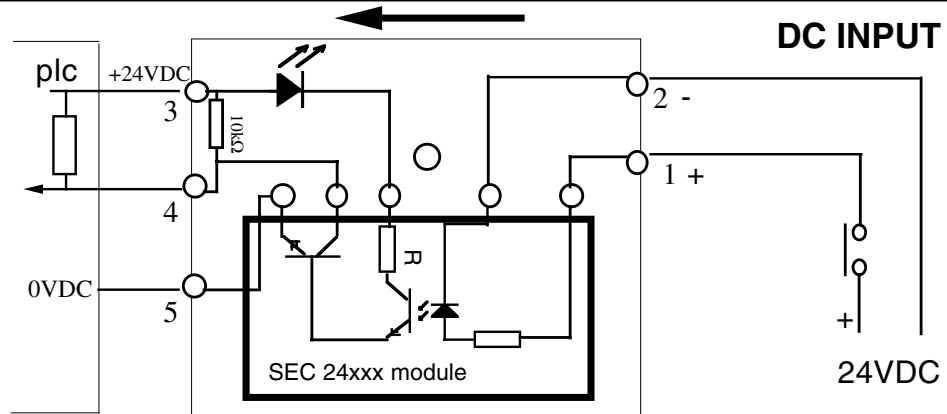 DC INPUT
plc
+24VDC
3
10kΩ
2 -
1 +
4
R
0VDC
5
+
SEC 24xxx module
24VDC